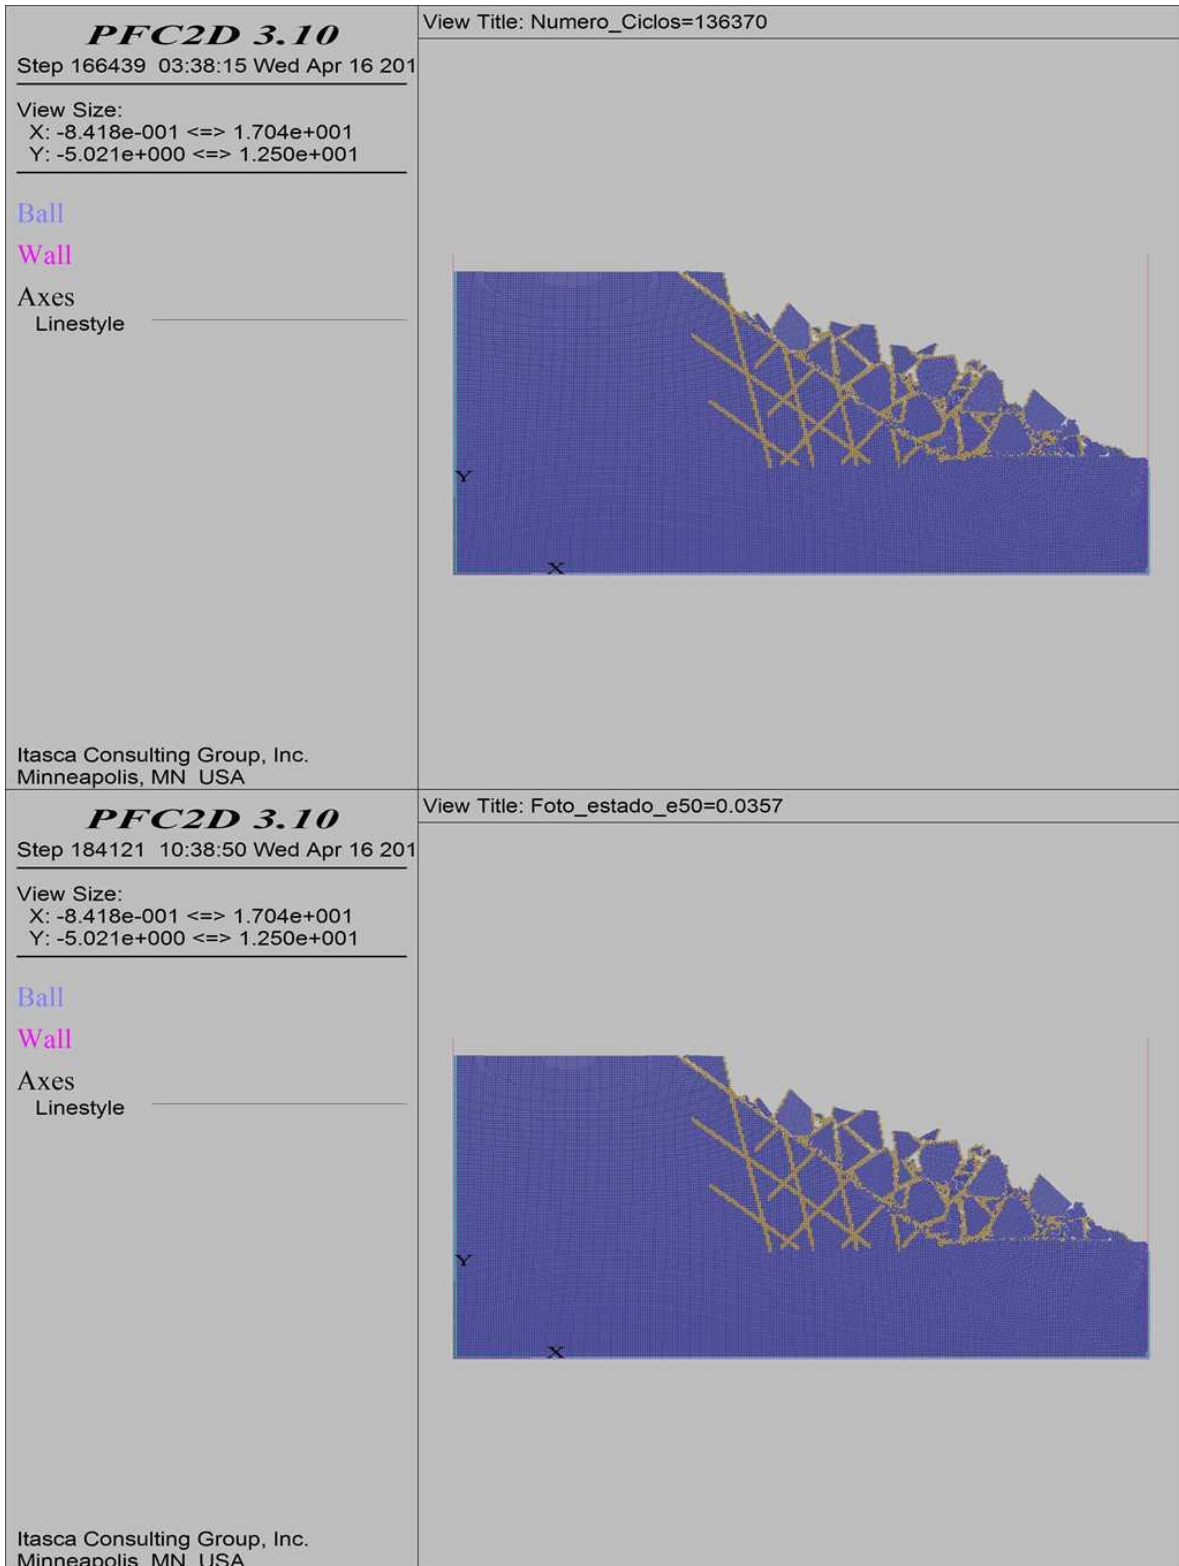 PFC2D 3.10
Step 166439 03:38:15 Wed Apr 16 201
View Size:
X: -8.418e-001 <=> 1.704e+001
Y: -5.021e+000 <=> 1.250e+001
Ball
Wall
Axes
Linestyle
Itasca Consulting Group, Inc.
Minneapolis, MN USA
View Title: Numero_Ciclos=136370
Y
X
PFC2D 3.10
Step 184121 10:38:50 Wed Apr 16 201
View Size:
X: -8.418e-001 <=> 1.704e+001
Y: -5.021e+000 <=> 1.250e+001
Ball
Wall
Axes
Linestyle
Itasca Consulting Group, Inc.
Minneapolis, MN USA
View Title: Foto_estado_e50=0.0357
Y
X